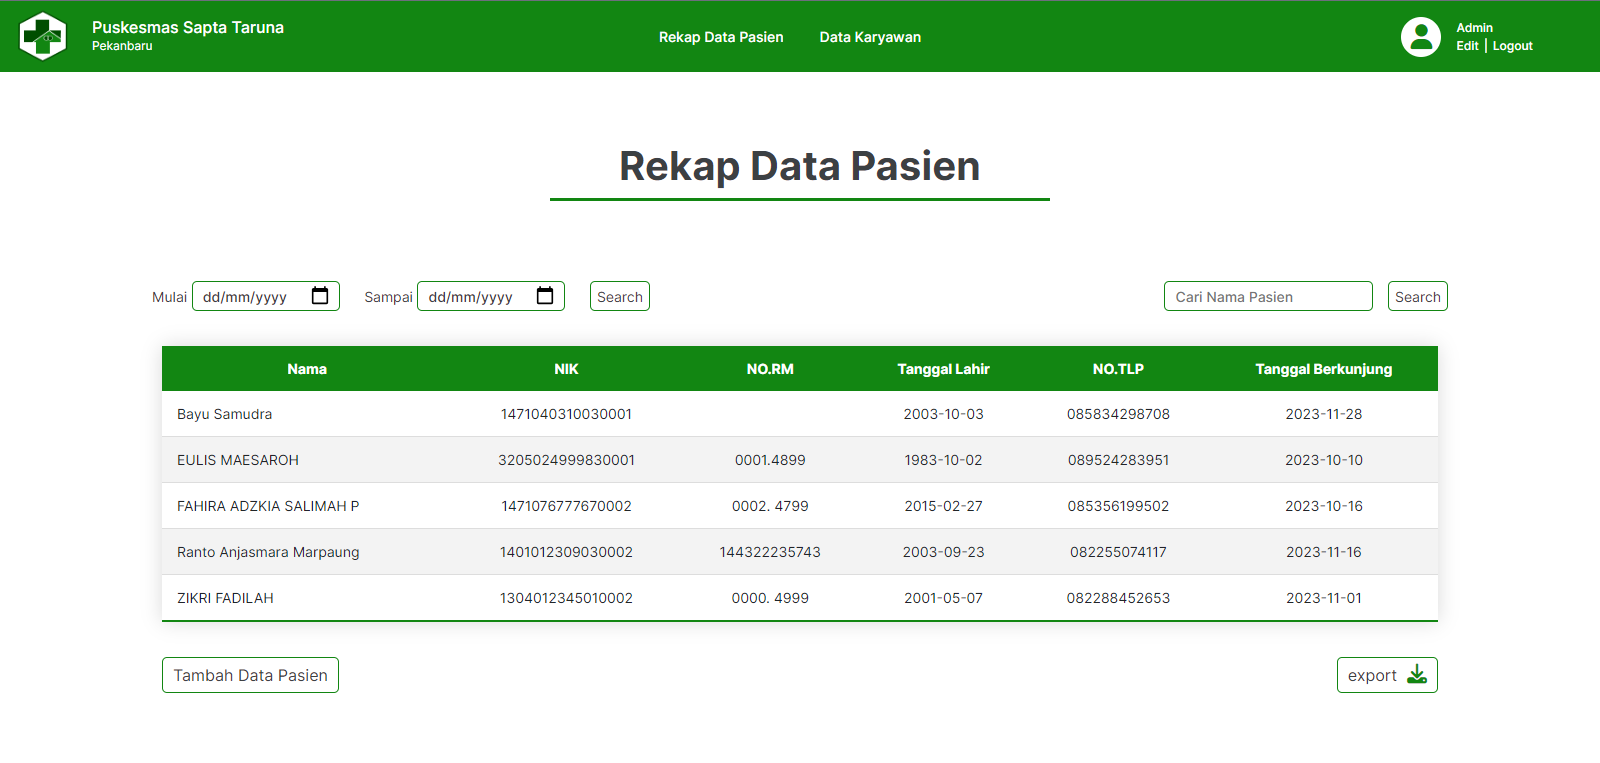 Puskesmas Sapta Taruna
Pekanbaru
Rekap Data Pasien Data Karyawan
Admin
Edit | Logout
Rekap Data Pasien
Mulai dd/mm/yyyy Sampai dd/mm/yyyy Search Cari Nama Pasien Search
Nama NIK NO.RM Tanggal Lahir NO.TLP Tanggal Berkunjung
Bayu Samudra 1471040310030001 2003-10-03 085834298708 2023-11-28
EULIS MAESAROH 3205024999830001 0001.4899 1983-10-02 089524283951 2023-10-10
FAHIRA ADZKIA SALIMAH P 1471076777670002 0002. 4799 2015-02-27 085356199502 2023-10-16
Ranto Anjasmara Marpaung 1401012309030002 144322235743 2003-09-23 082255074117 2023-11-16
ZIKRI FADILAH 1304012345010002 0000. 4999 2001-05-07 082288452653 2023-11-01
Tambah Data Pasien export